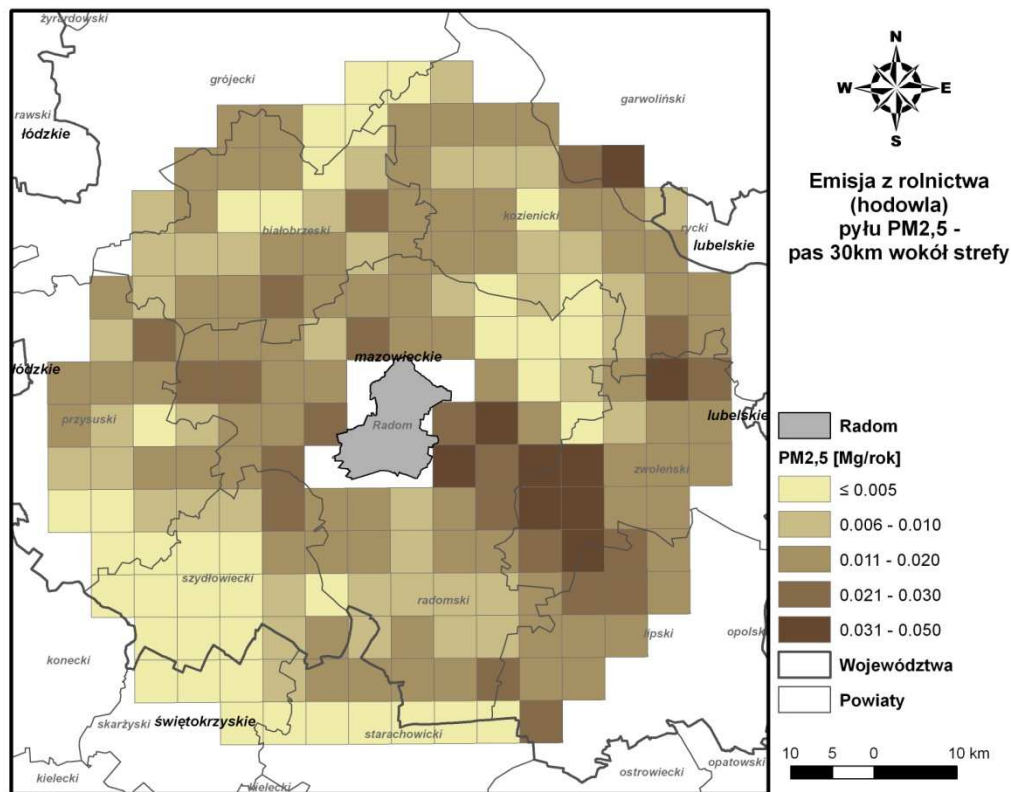 żyrardowski
grójecki
garwoliński
rawski
łódzkie
kozienicki
białobrzeski
rycki
lubelskie
mazowieckie
łódzkie
przysuski
Radom
lubelskie
zwoleński
szydłowiecki
radomski
lipski
opolsk
konecki
skarżyski
świętokrzyskie
starachowicki
kielecki
kielecki
ostrowiecki
opatowski
N
W
E
S
Emisja z rolnictwa
(hodowla)
pyłu PM2,5 -
pas 30km wokół strefy
Radom
PM2,5 [Mg/rok]
≤ 0.005
0.006 - 0.010
0.011 - 0.020
0.021 - 0.030
0.031 - 0.050
Województwa
Powiaty
10 5 0 10 km